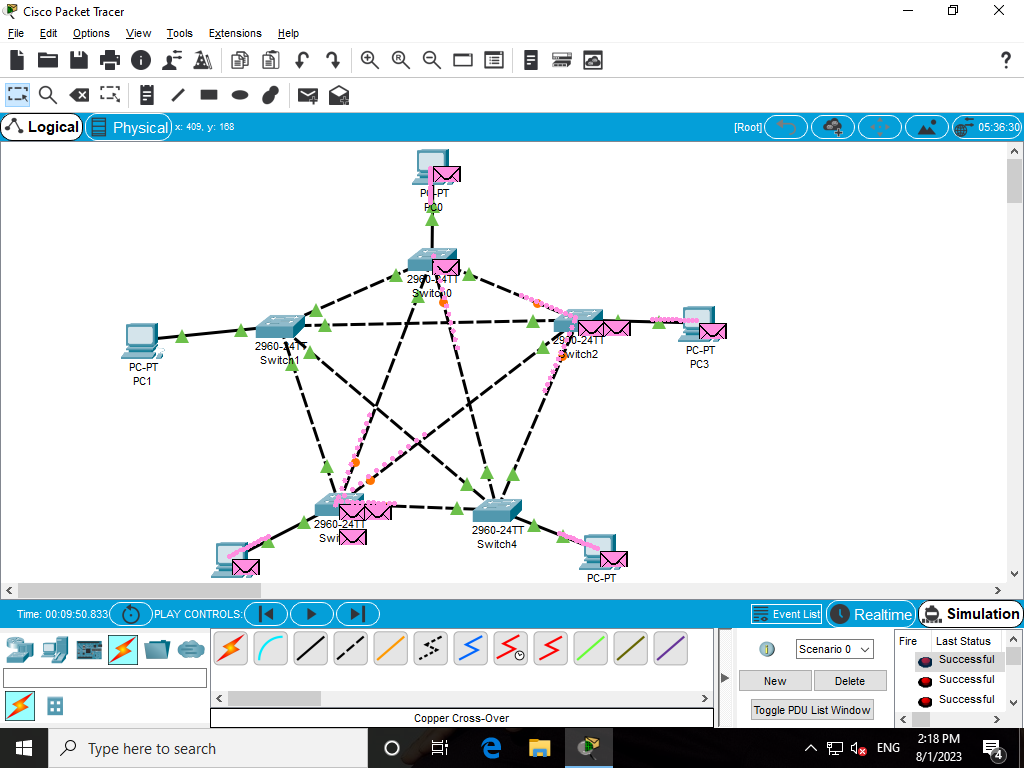 Cisco Packet Tracer
File Edit Options View Tools Extensions Help
Logical Physical x: 409, y: 168 [Root] 05:36:30
PC-PT
PC0
2960-24TT
Switch0
2960-24TT
Switch1
2960-24TT
Switch2
PC-PT
PC1
PC-PT
PC3
2960-24TT
2960-24TT
Switch4
PC-PT
Time: 00:09:50.833 PLAY CONTROLS: Event List Realtime Simulation
Scenario 0
New Delete
Toggle PDU List Window
Fire Last Status
Successful
Successful
Successful
Copper Cross-Over
Type here to search
ENG
2:18 PM
8/1/2023
4